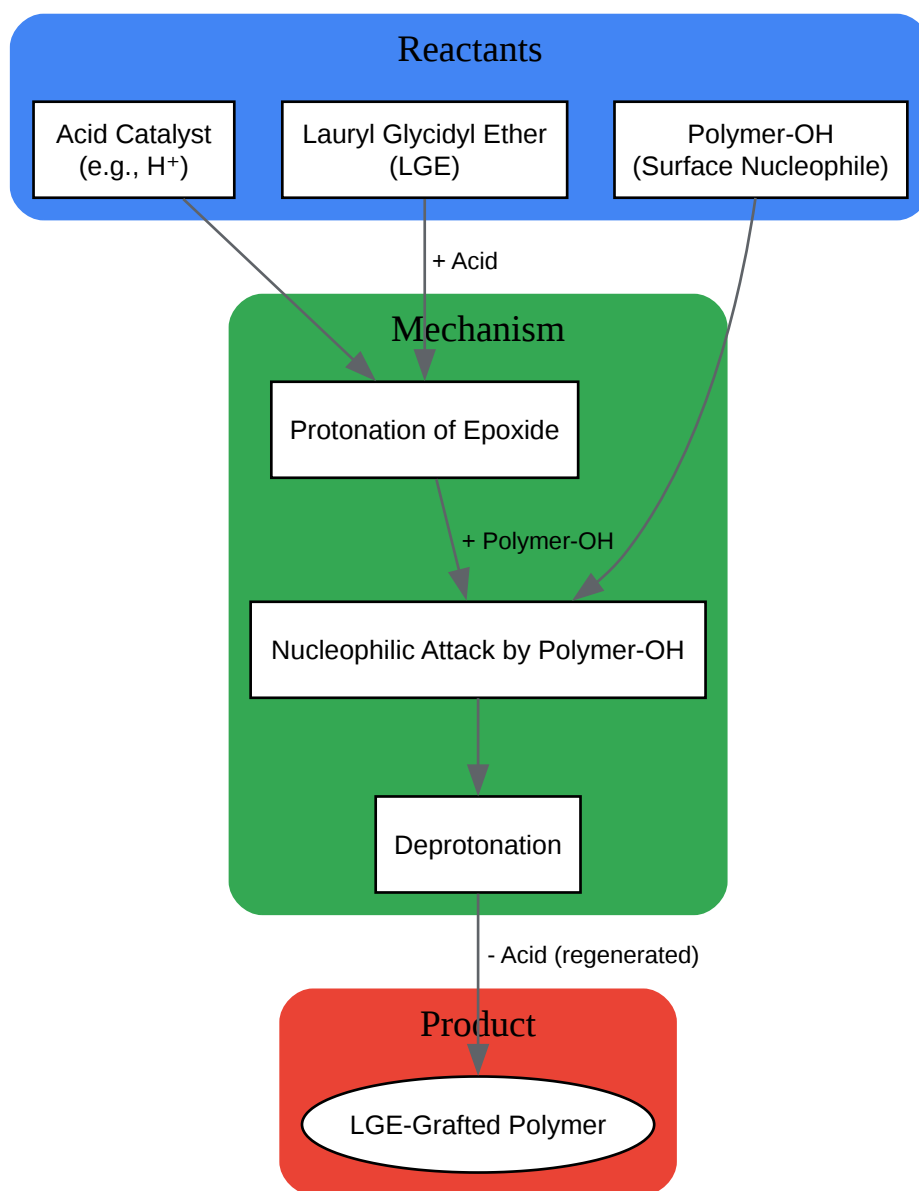 Reactants
Acid Catalyst
(e.g., H⁺)
Lauryl Glycidyl Ether
(LGE)
Polymer-OH
(Surface Nucleophile)
+ Acid
Mechanism
Protonation of Epoxide
+ Polymer-OH
Nucleophilic Attack by Polymer-OH
Deprotonation
- Acid (regenerated)
Product
LGE-Grafted Polymer